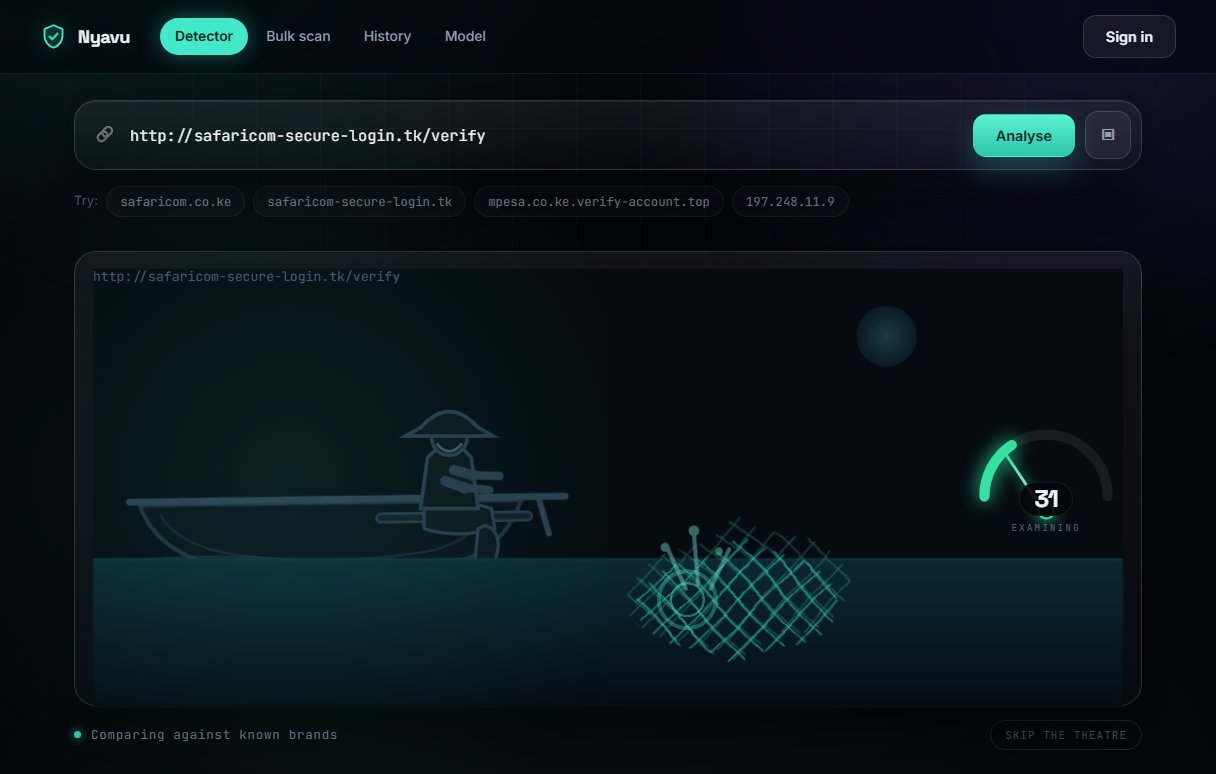 Nyavu
Detector
Bulk scan
History
Model
Sign in
http://safaricom-secure-login.tk/verify
Analyse
Try:
safaricom.co.ke
safaricom-secure-login.tk
mpesa.co.ke.verify-account.top
197.248.11.9
http://safaricom-secure-login.tk/verify
31
EXAMINING
Comparing against known brands
SKIP THE THEATRE